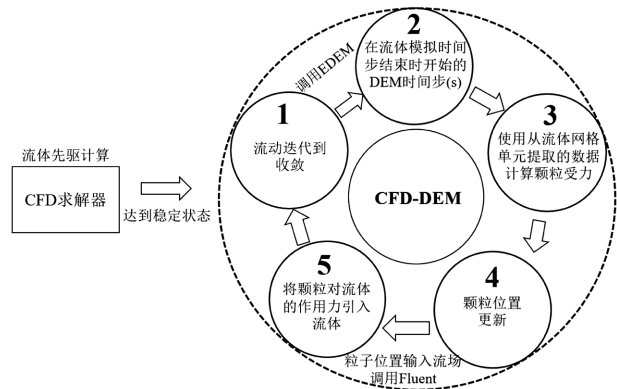 流体先驱计算
CFD求解器
达到稳定状态
1
流动迭代到
收敛
调用EDEM
2
在流体模拟时间
步结束时开始的
DEM时间步(s)
3
使用从流体网格
单元提取的数据
计算颗粒受力
CFD-DEM
4
颗粒位置
更新
粒子位置输入流场
调用Fluent
5
将颗粒对流体
的作用力引入
流体